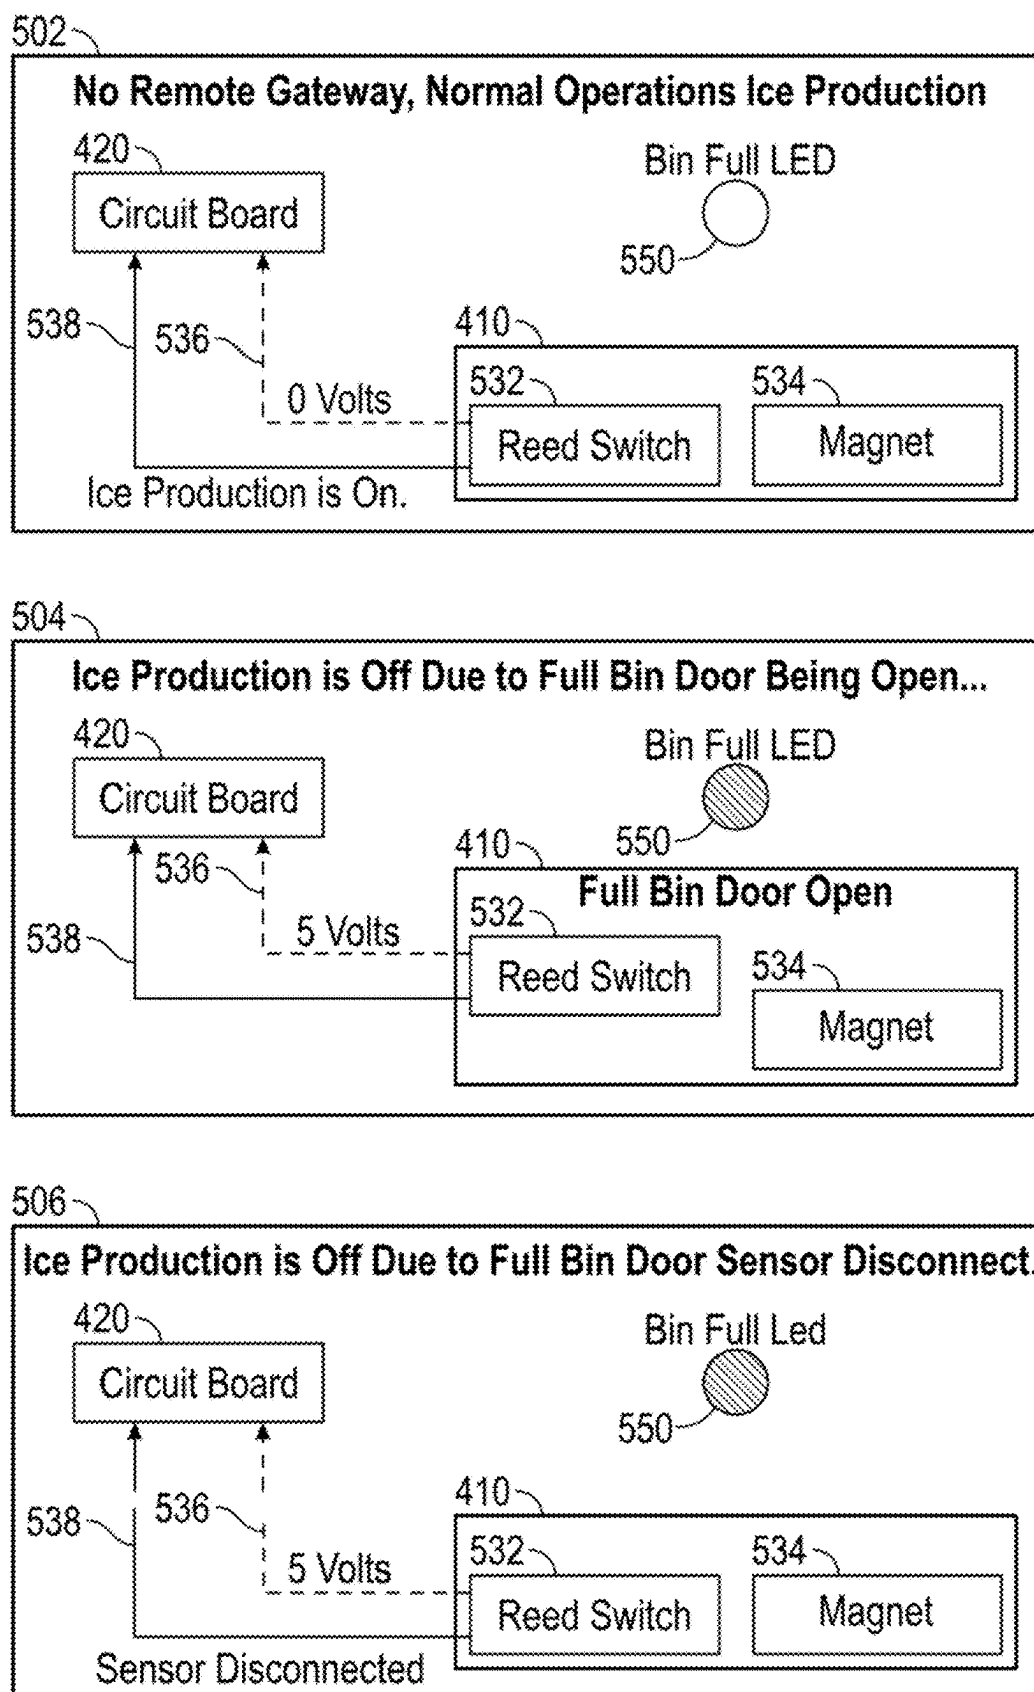 502
No Remote Gateway, Normal Operations Ice Production
420
Circuit Board
Bin Full LED
550
538
536
0 Volts
410
532
Reed Switch
534
Magnet
Ice Production is On.
504
Ice Production is Off Due to Full Bin Door Being Open...
420
Circuit Board
Bin Full LED
550
536
538
5 Volts
410
Full Bin Door Open
532
Reed Switch
534
Magnet
506
Ice Production is Off Due to Full Bin Door Sensor Disconnect.
420
Circuit Board
Bin Full Led
550
538
536
5 Volts
410
532
Reed Switch
534
Magnet
Sensor Disconnected